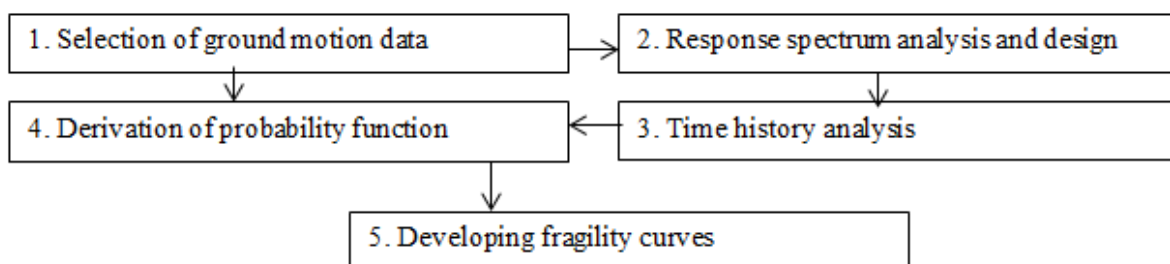 1. Selection of ground motion data
2. Response spectrum analysis and design
4. Derivation of probability function
3. Time history analysis
5. Developing fragility curves